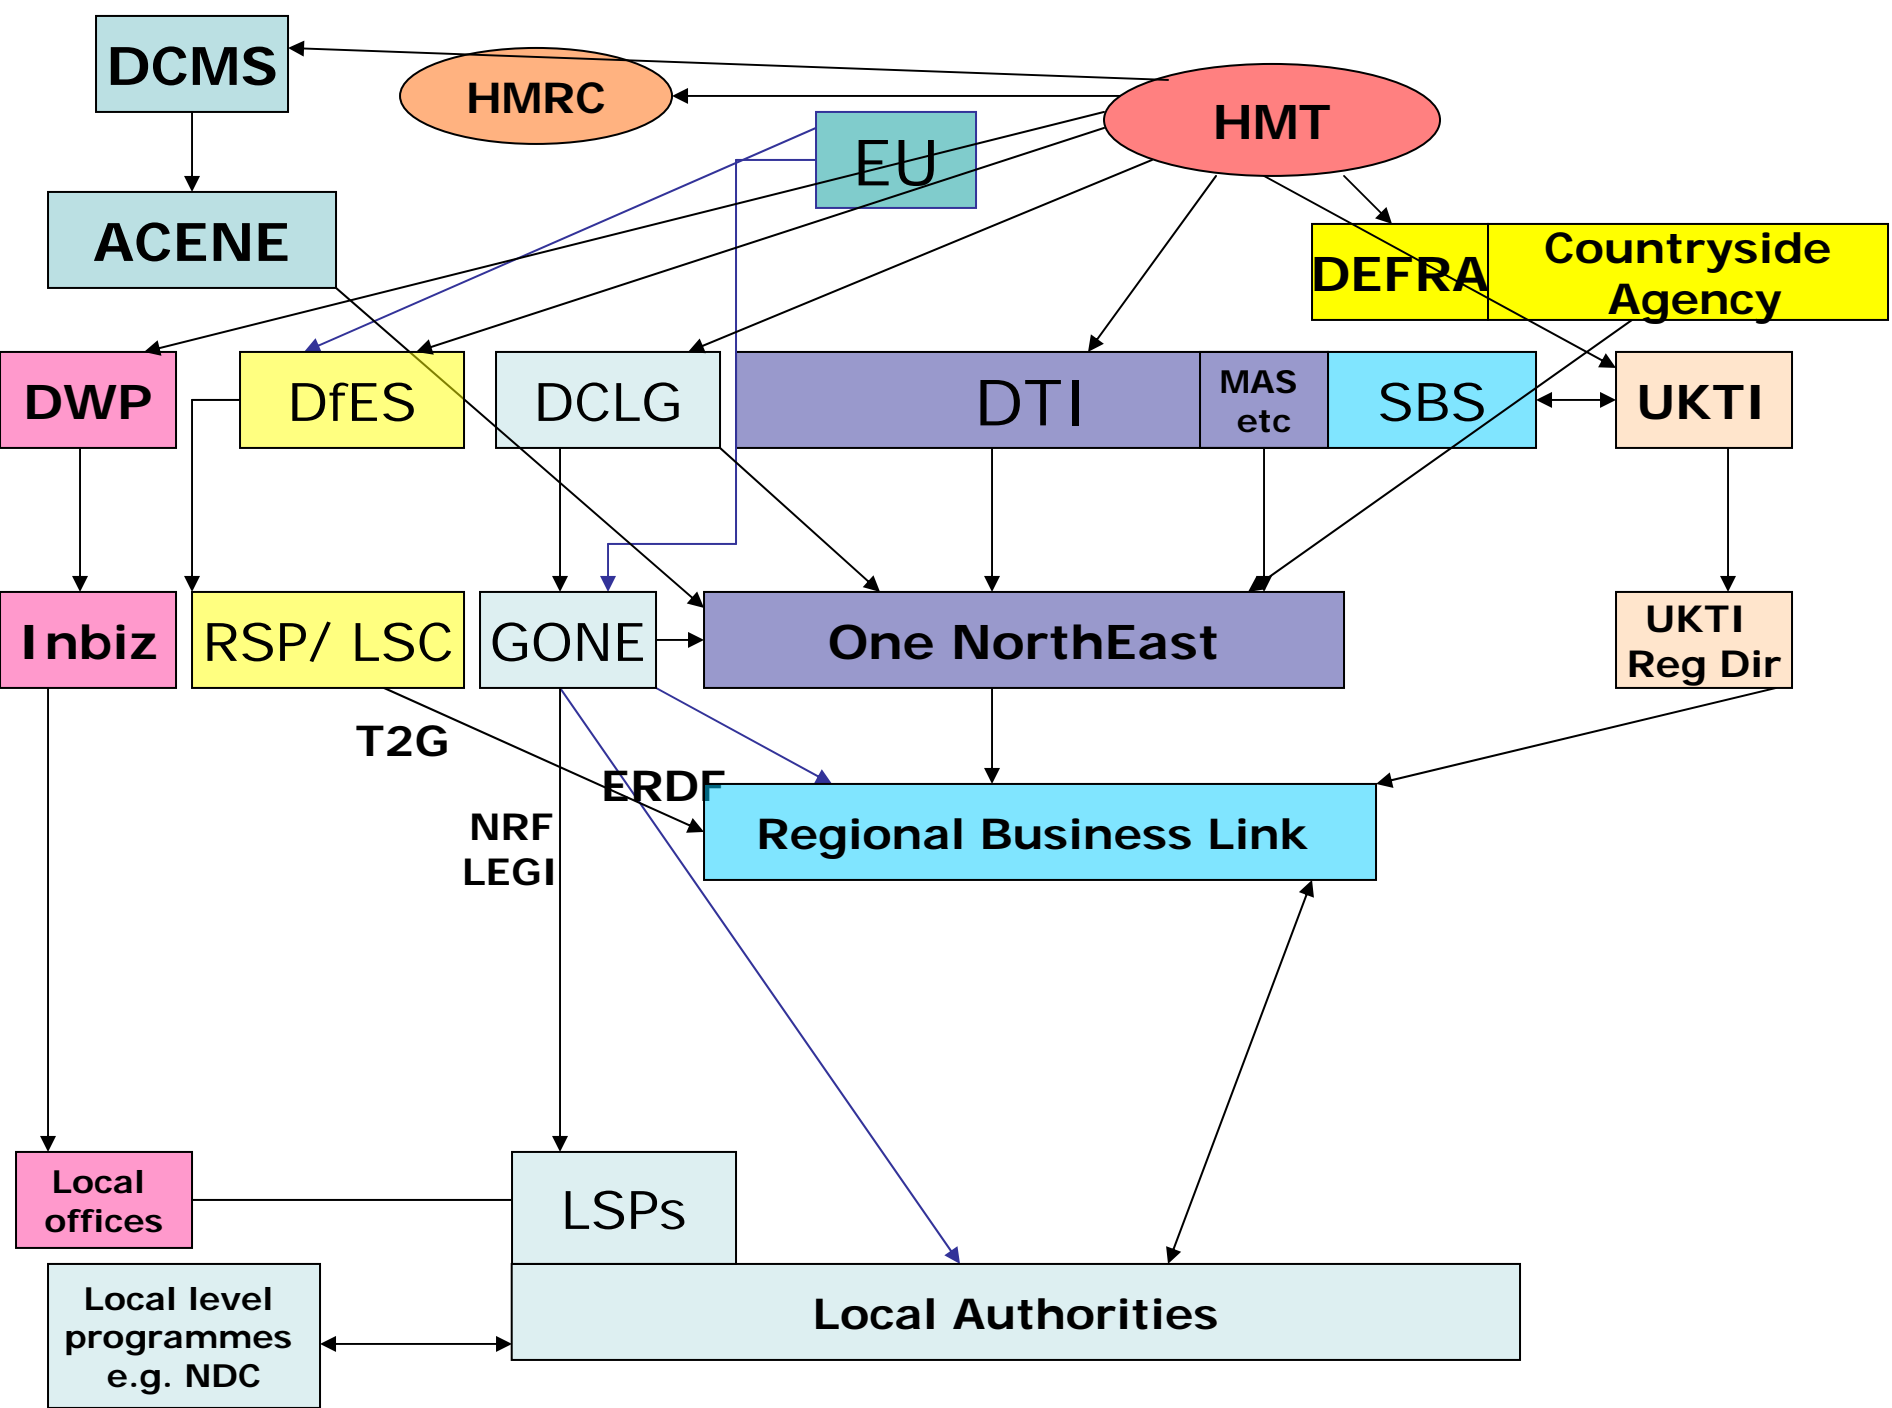 DCMS
HMRC
HMT
EU
ACENE
DEFRA
Countryside
Agency
DWP
DfES
DCLG
DTI
MAS
etc
SBS
UKTI
Inbiz
RSP/ LSC
GONE
One NorthEast
UKTI
Reg Dir
T2G
ERDF
NRF
LEGI
Regional Business Link
Local
offices
LSPs
Local level
programmes
e.g. NDC
Local Authorities